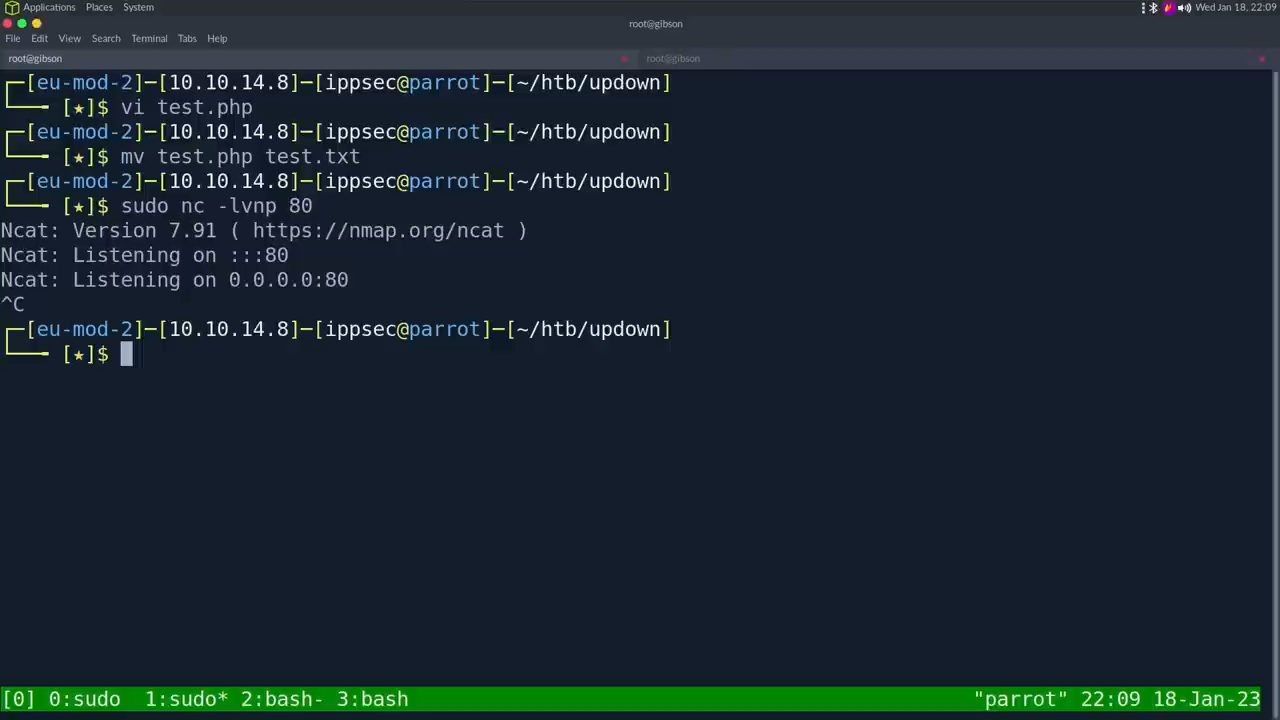 Applications Places System
Wed Jan 18, 22:09
root@gibson
File Edit View Search Terminal Tabs Help
root@gibson root@gibson
┌─[eu-mod-2]─[10.10.14.8]─[ippsec@parrot]─[~/htb/updown]
└──╼ [★]$ vi test.php
┌─[eu-mod-2]─[10.10.14.8]─[ippsec@parrot]─[~/htb/updown]
└──╼ [★]$ mv test.php test.txt
┌─[eu-mod-2]─[10.10.14.8]─[ippsec@parrot]─[~/htb/updown]
└──╼ [★]$ sudo nc -lvnp 80
Ncat: Version 7.91 ( https://nmap.org/ncat )
Ncat: Listening on :::80
Ncat: Listening on 0.0.0.0:80
^C
┌─[eu-mod-2]─[10.10.14.8]─[ippsec@parrot]─[~/htb/updown]
└──╼ [★]$
[0] 0:sudo 1:sudo* 2:bash- 3:bash "parrot" 22:09 18-Jan-23